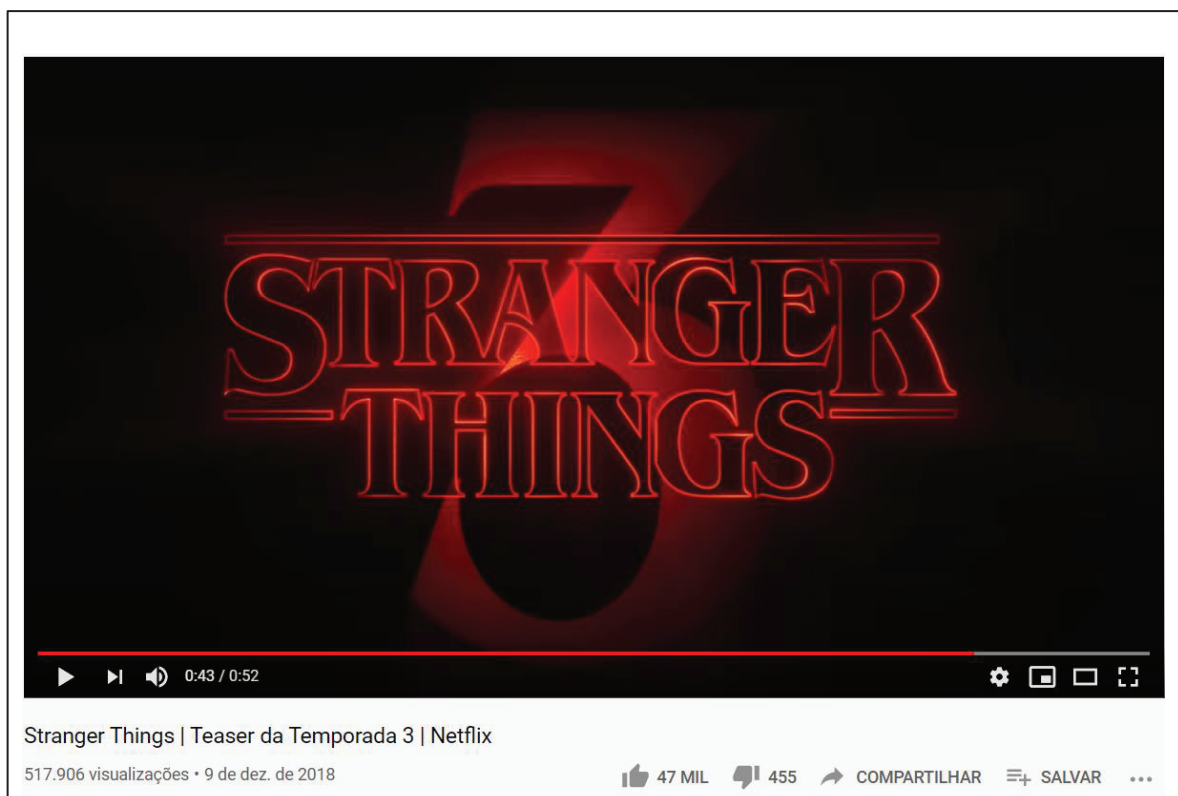 3
STRANGER
THINGS
0:43 / 0:52
Stranger Things | Teaser da Temporada 3 | Netflix
517.906 visualizações • 9 de dez. de 2018 47 MIL 455 COMPARTILHAR SALVAR